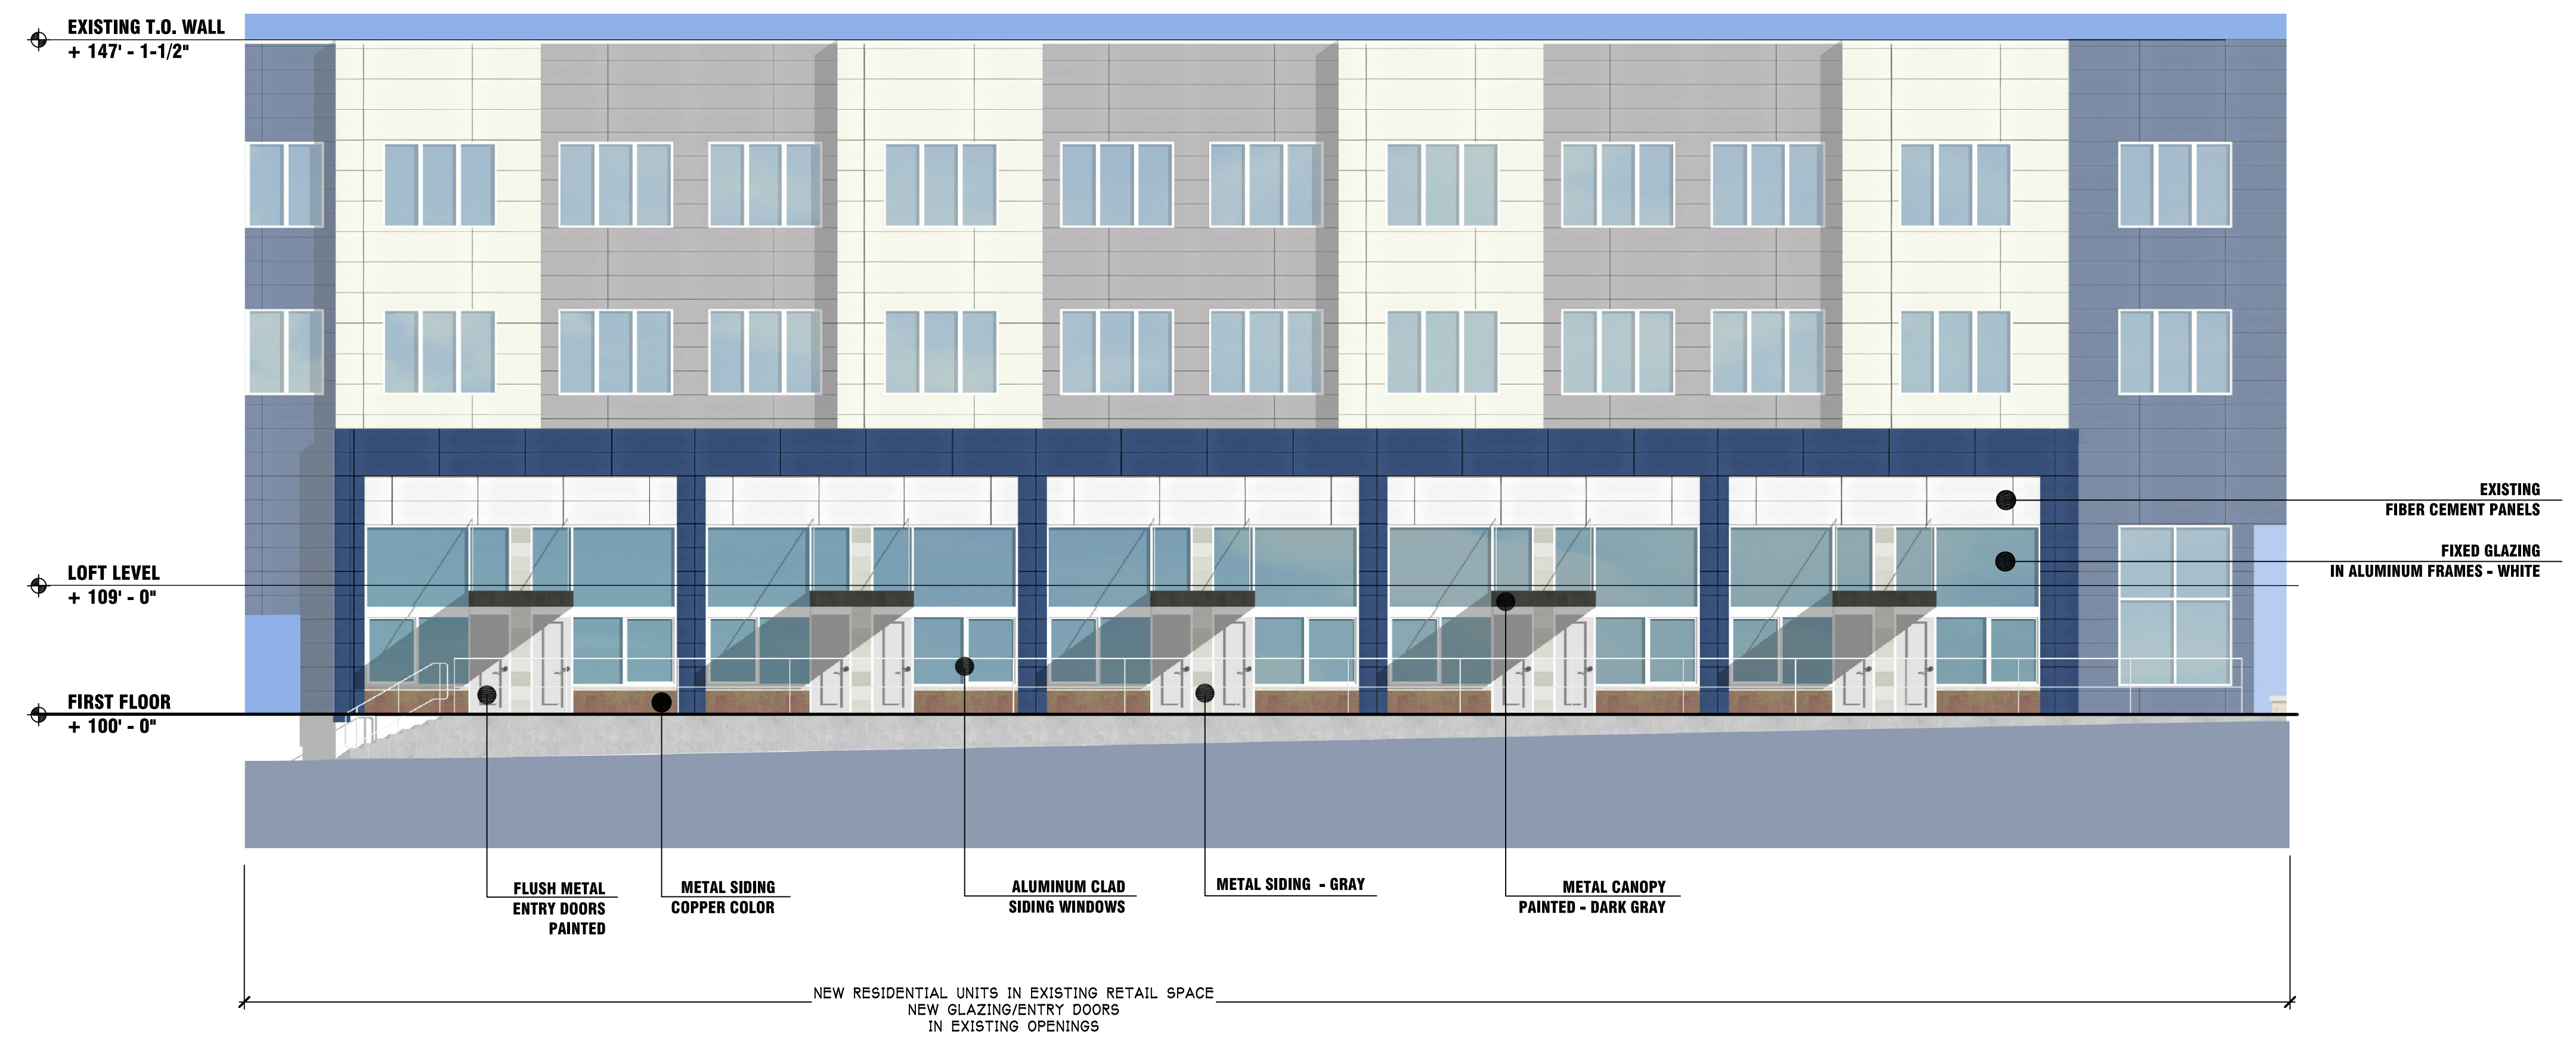 EXISTING T.O. WALL
+ 147' - 1-1/2"
EXISTING
FIBER CEMENT PANELS
FIXED GLAZING
IN ALUMINUM FRAMES - WHITE
LOFT LEVEL
+ 109' - 0"
FIRST FLOOR
+ 100' - 0"
FLUSH METAL
ENTRY DOORS
PAINTED
METAL SIDING
COPPER COLOR
ALUMINUM CLAD
SIDING WINDOWS
METAL SIDING - GRAY
METAL CANOPY
PAINTED - DARK GRAY
NEW RESIDENTIAL UNITS IN EXISTING RETAIL SPACE
NEW GLAZING/ENTRY DOORS
IN EXISTING OPENINGS